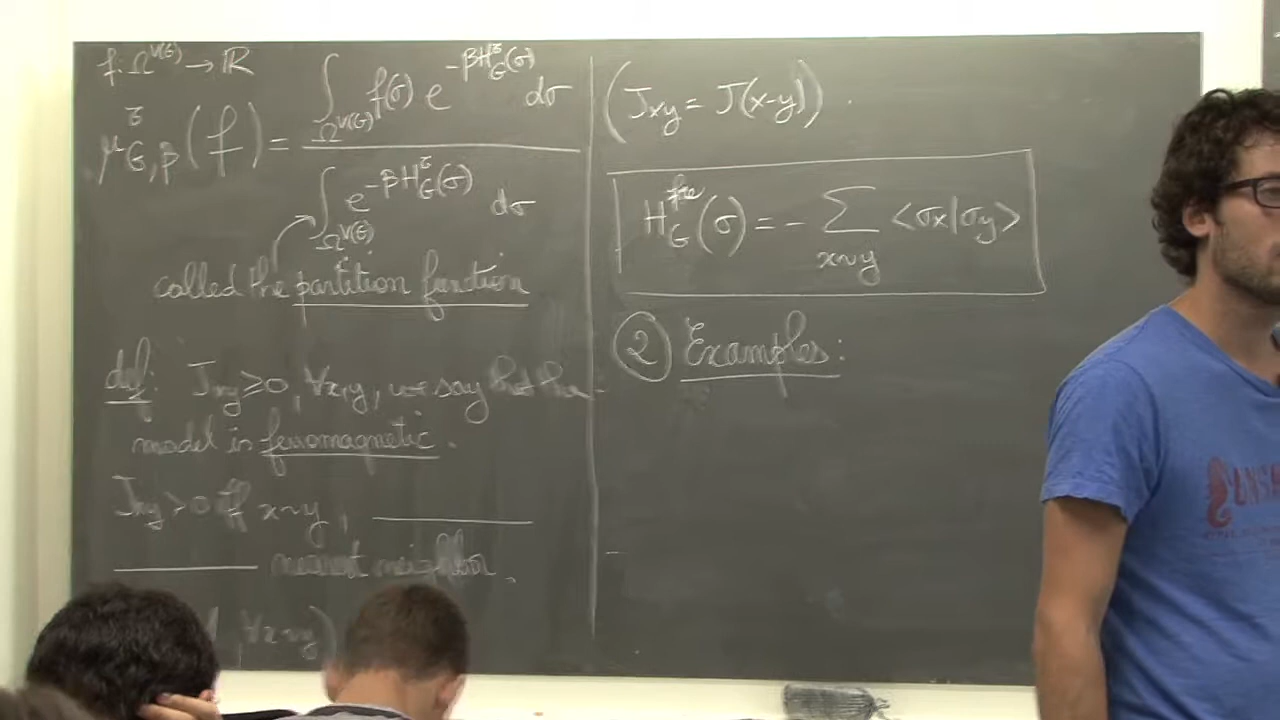 f: Ω^{V(G)} → ℝ
μ^τ_{G,β}(f) = ∫_{Ω^{V(G)}} f(σ) e^{-βH^τ_G(σ)} dσ / ∫_{Ω^{V(G)}} e^{-βH^τ_G(σ)} dσ
called the partition function
def: J_{xy} ≥ 0, ∀x,y, we say that the
model is ferromagnetic.
J_{xy} > 0 iff x~y,
nearest neighbor.
, ∀x~y)
(J_{xy} = J(x-y)).
H^{free}_G(σ) = - ∑_{x~y} <σ_x|σ_y>
② Examples: